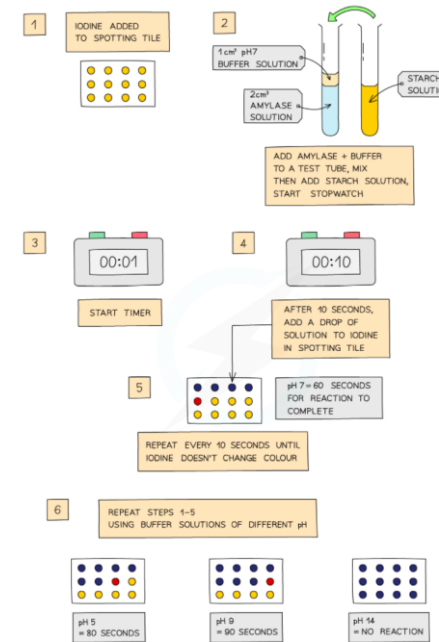 1
IODINE ADDED
TO SPOTTING TILE
2
1cm³ pH7
BUFFER SOLUTION
2cm³
AMYLASE
SOLUTION
STARCH
ADD AMYLASE + BUFFER
TO A TEST TUBE, MIX
THEN ADD STARCH SOLUTION,
START STOPWATCH
3
00:01
START TIMER
4
00:10
AFTER 10 SECONDS,
ADD A DROP OF
SOLUTION TO IODINE
IN SPOTTING TILE
5
pH 7=60 SECONDS
FOR REACTION TO
COMPLETE
REPEAT EVERY 10 SECONDS UNTIL
IODINE DOESN'T CHANGE COLOUR
6
REPEAT STEPS 1–5
USING BUFFER SOLUTIONS OF DIFFERENT pH
pH 5
= 80 SECONDS
pH 9
= 90 SECONDS
pH 14
= NO REACTION